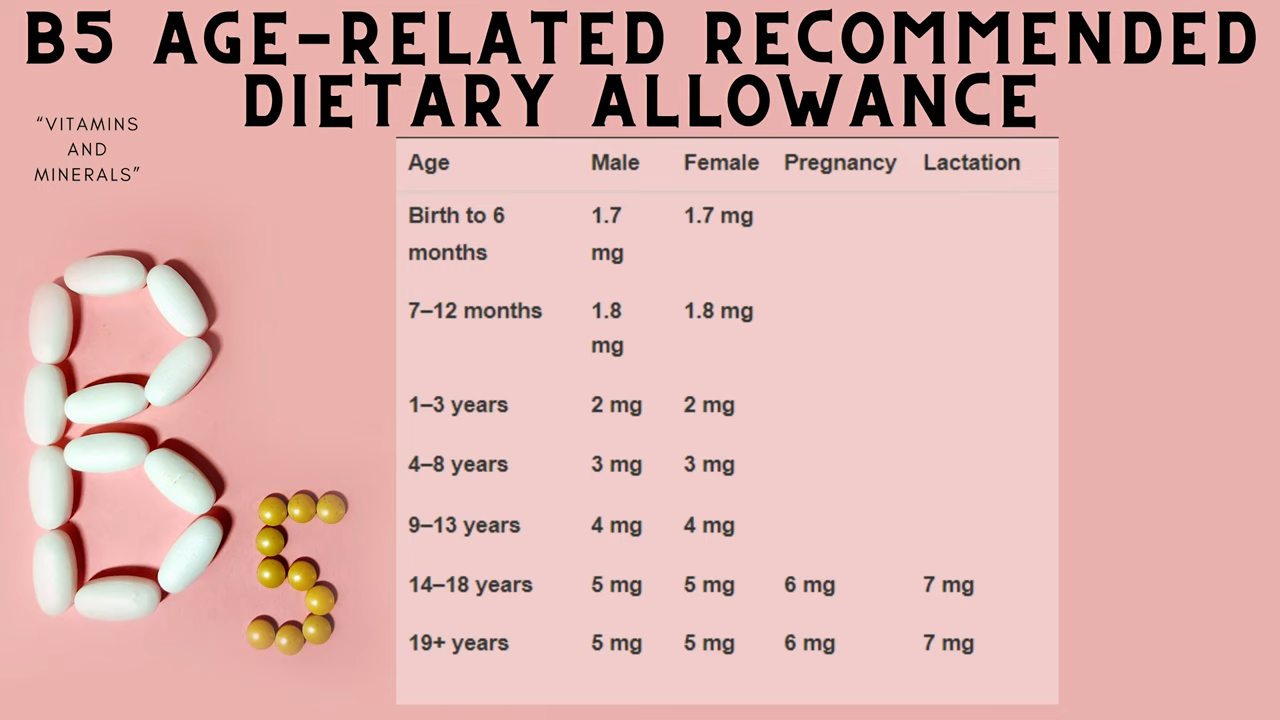 B5 AGE-RELATED RECOMMENDED
DIETARY ALLOWANCE
“VITAMINS
AND
MINERALS”
Age Male Female Pregnancy Lactation
Birth to 6 months 1.7 mg 1.7 mg
7–12 months 1.8 mg 1.8 mg
1–3 years 2 mg 2 mg
4–8 years 3 mg 3 mg
9–13 years 4 mg 4 mg
14–18 years 5 mg 5 mg 6 mg 7 mg
19+ years 5 mg 5 mg 6 mg 7 mg
B5